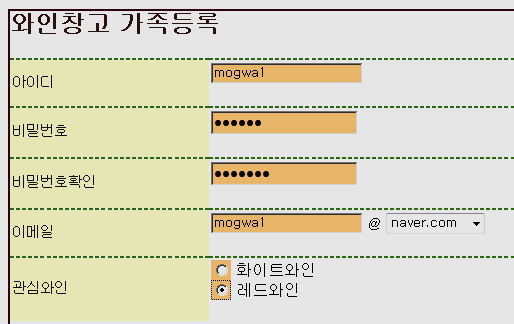 와인창고 가족등록
아이디 mogwa1
비밀번호 ●●●●●●
비밀번호확인 ●●●●●●●
이메일 mogwa1 @ naver.com
화이트와인
관심와인
레드와인